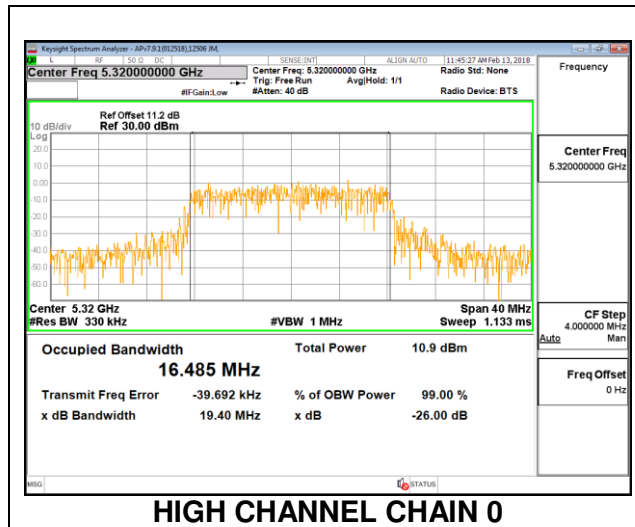 Keysight Spectrum Analyzer - APv7.9.1(012518),12506 JM,
L RF 50 Ω DC SENSE:INT ALIGN AUTO 11:45:27 AM Feb 13, 2018
Center Freq 5.320000000 GHz Center Freq: 5.320000000 GHz Radio Std: None
Trig: Free Run Avg|Hold: 1/1
#IFGain:Low #Atten: 40 dB Radio Device: BTS
Frequency
Ref Offset 11.2 dB
10 dB/div Ref 30.00 dBm
Log
20.0
10.0
0.00
-10.0
-20.0
-30.0
-40.0
-50.0
-60.0
Center 5.32 GHz Span 40 MHz
#Res BW 330 kHz #VBW 1 MHz Sweep 1.133 ms
Center Freq
5.320000000 GHz
CF Step
4.000000 MHz
Auto Man
Freq Offset
0 Hz
Occupied Bandwidth Total Power 10.9 dBm
16.485 MHz
Transmit Freq Error -39.692 kHz % of OBW Power 99.00 %
x dB Bandwidth 19.40 MHz x dB -26.00 dB
MSG STATUS
HIGH CHANNEL CHAIN 0